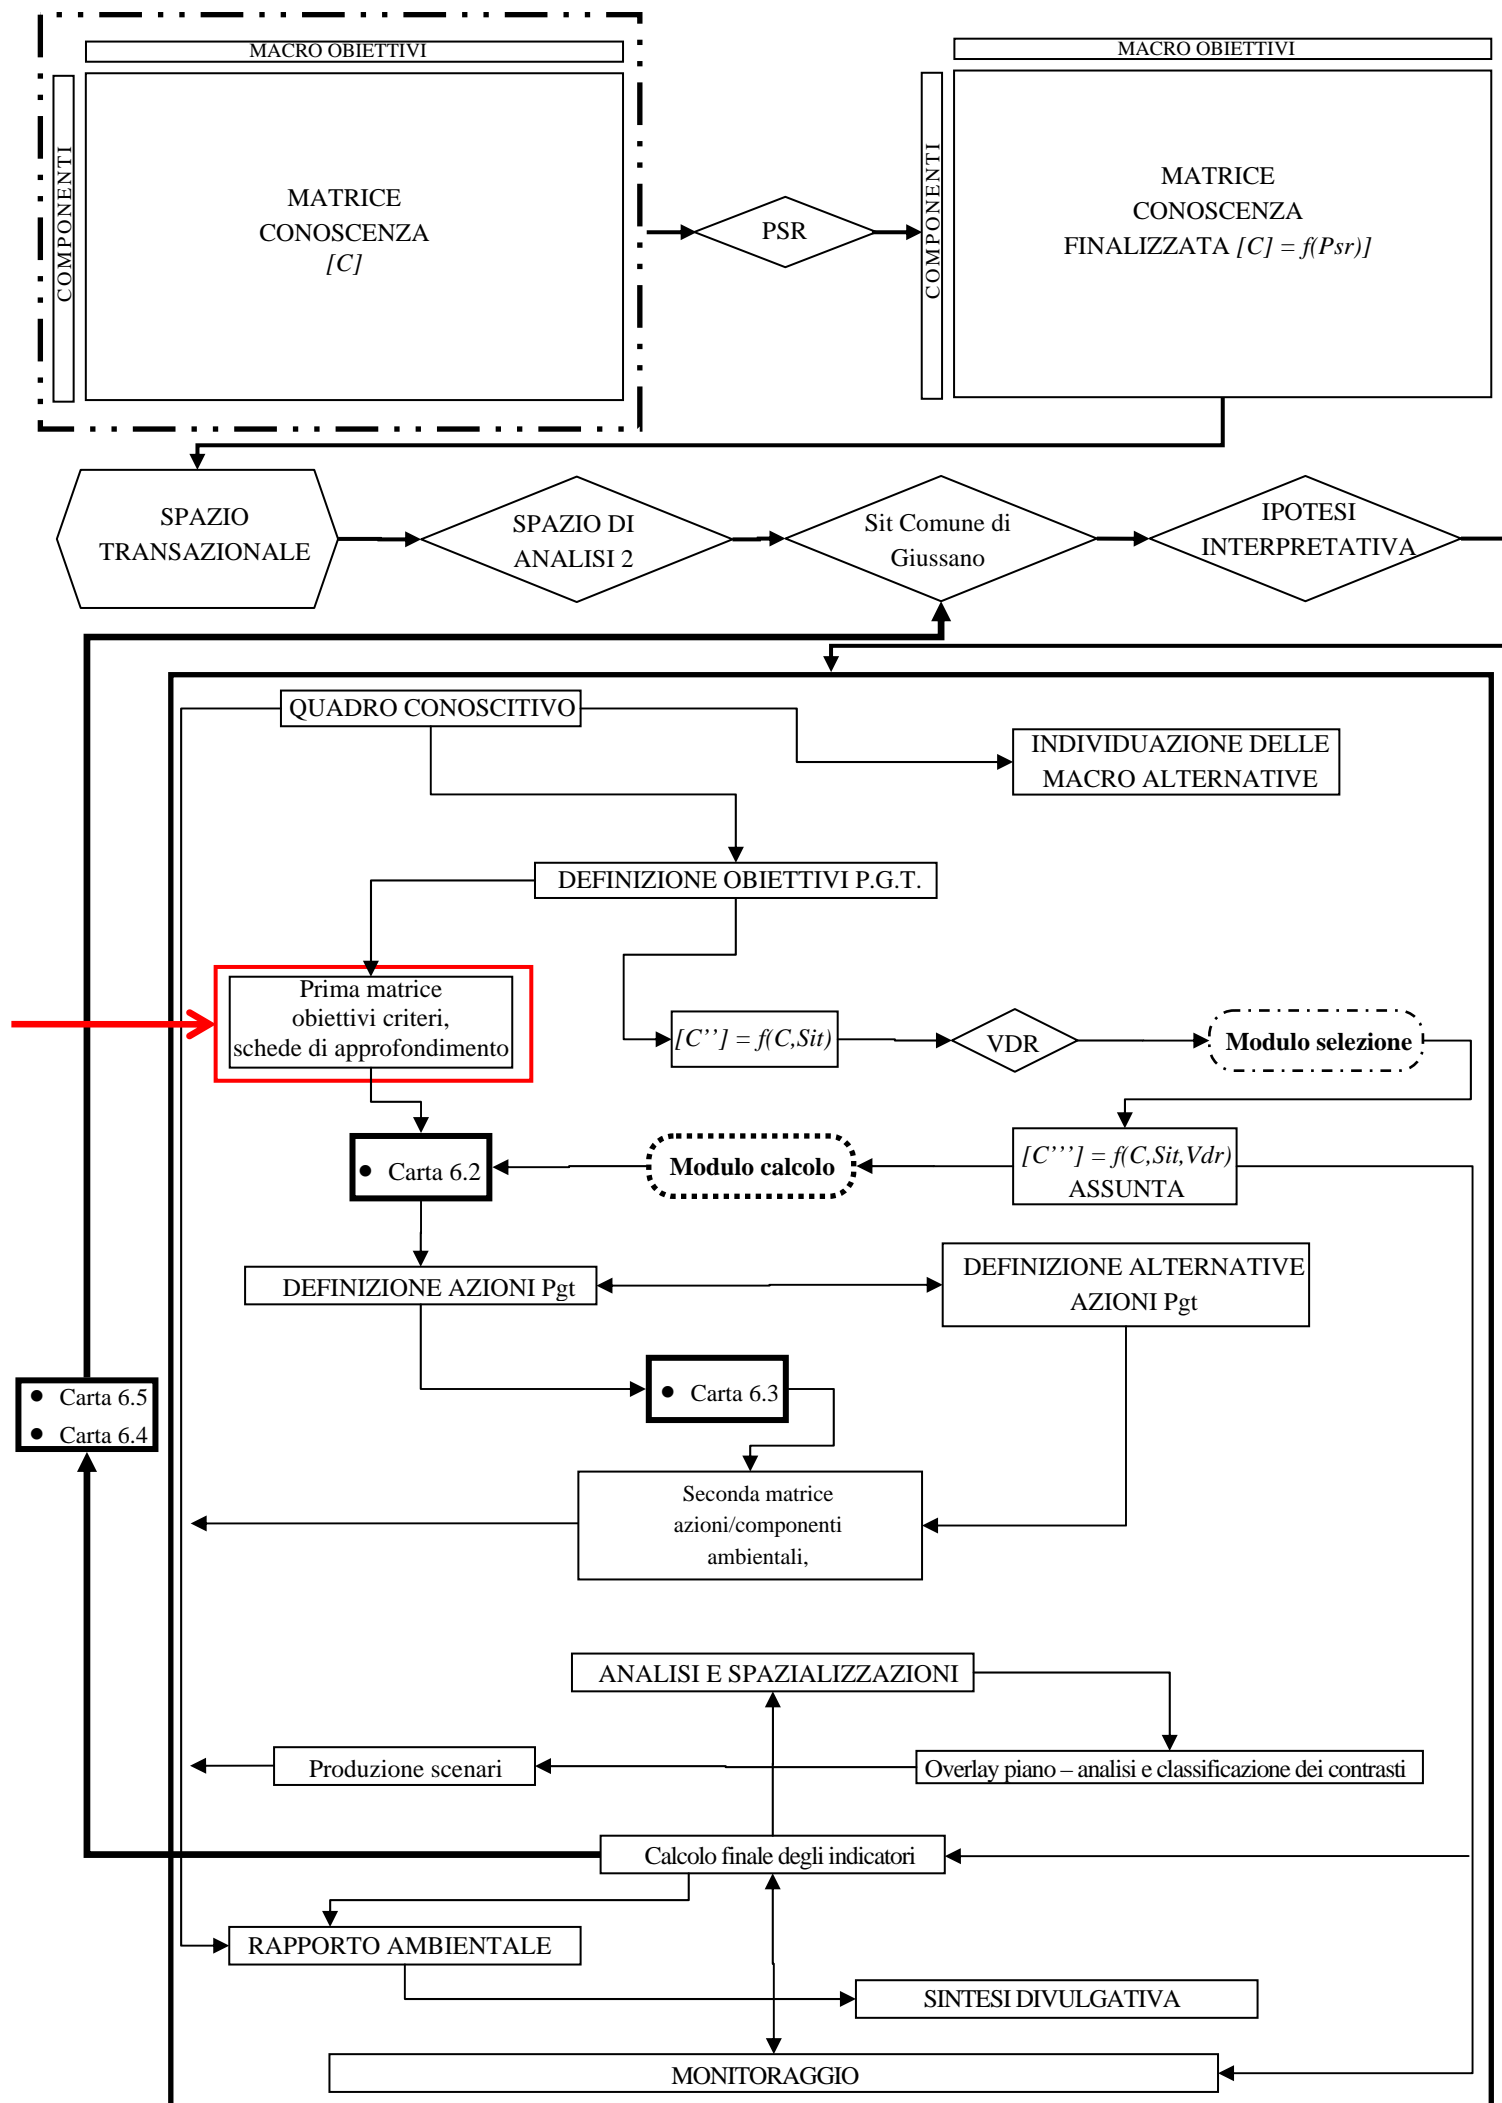 MACRO OBIETTIVI
COMPONENTI
MATRICE
CONOSCENZA
[C]
PSR
MACRO OBIETTIVI
COMPONENTI
MATRICE
CONOSCENZA
FINALIZZATA [C] = f(Psr)]
SPAZIO
TRANSAZIONALE
SPAZIO DI
ANALISI 2
Sit Comune di
Giussano
IPOTESI
INTERPRETATIVA
QUADRO CONOSCITIVO
INDIVIDUAZIONE DELLE
MACRO ALTERNATIVE
DEFINIZIONE OBIETTIVI P.G.T.
Prima matrice
obiettivi criteri,
schede di approfondimento
[C’’] = f(C,Sit)
VDR
Modulo selezione
• Carta 6.2
Modulo calcolo
[C’’’] = f(C,Sit,Vdr)
ASSUNTA
DEFINIZIONE AZIONI Pgt
DEFINIZIONE ALTERNATIVE
AZIONI Pgt
• Carta 6.3
• Carta 6.5
• Carta 6.4
Seconda matrice
azioni/componenti
ambientali,
ANALISI E SPAZIALIZZAZIONI
Produzione scenari
Overlay piano – analisi e classificazione dei contrasti
Calcolo finale degli indicatori
RAPPORTO AMBIENTALE
SINTESI DIVULGATIVA
MONITORAGGIO